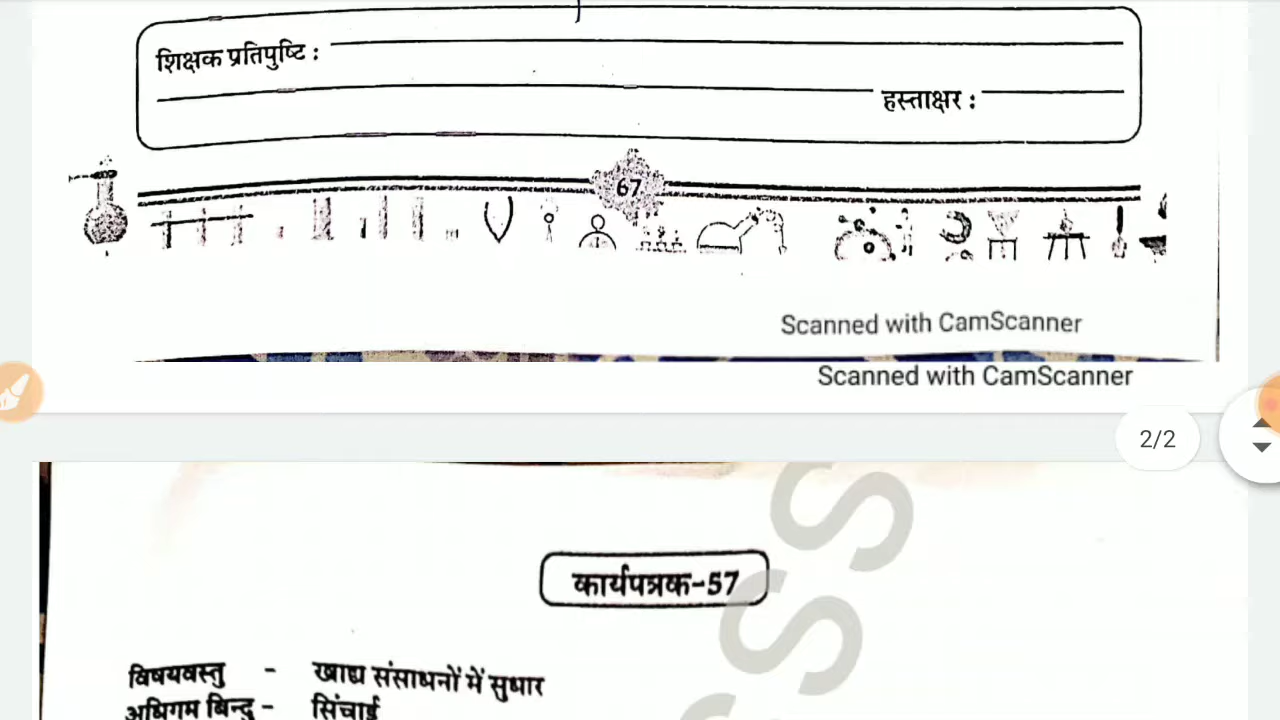 शिक्षक प्रतिपुष्टि :
हस्ताक्षर :
67
Scanned with CamScanner
Scanned with CamScanner
2/2
कार्यपत्रक-57
विषयवस्तु - खाद्य संसाधनों में सुधार
अधिगम बिन्दु - सिंचाई
SS